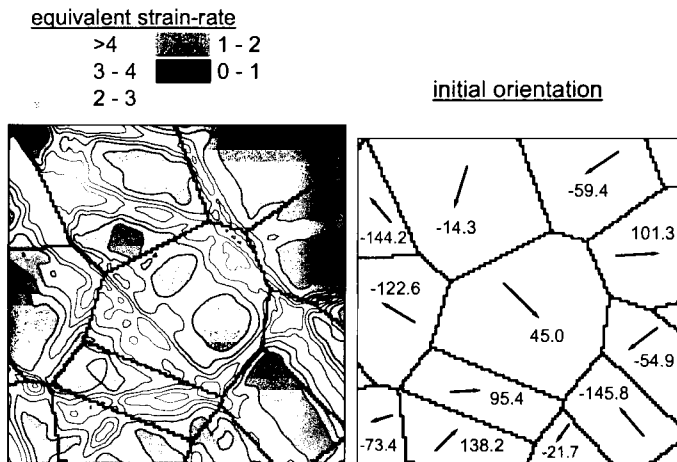 equivalent strain-rate
>4 1 - 2
3 - 4 0 - 1
2 - 3
initial orientation
-59.4
-14.3
-144.2
101.3
-122.6
45.0
-54.9
95.4
-145.8
-73.4
138.2
-21.7